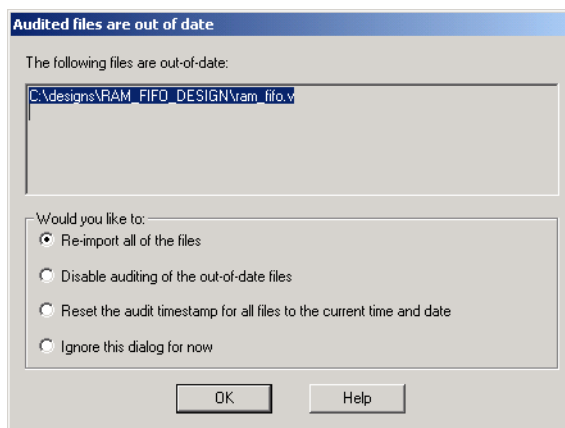 Audited files are out of date
The following files are out-of-date:
C:\designs\RAM_FIFO_DESIGN\ram_fifo.v
Would you like to:
Re-import all of the files
Disable auditing of the out-of-date files
Reset the audit timestamp for all files to the current time and date
Ignore this dialog for now
OK Help